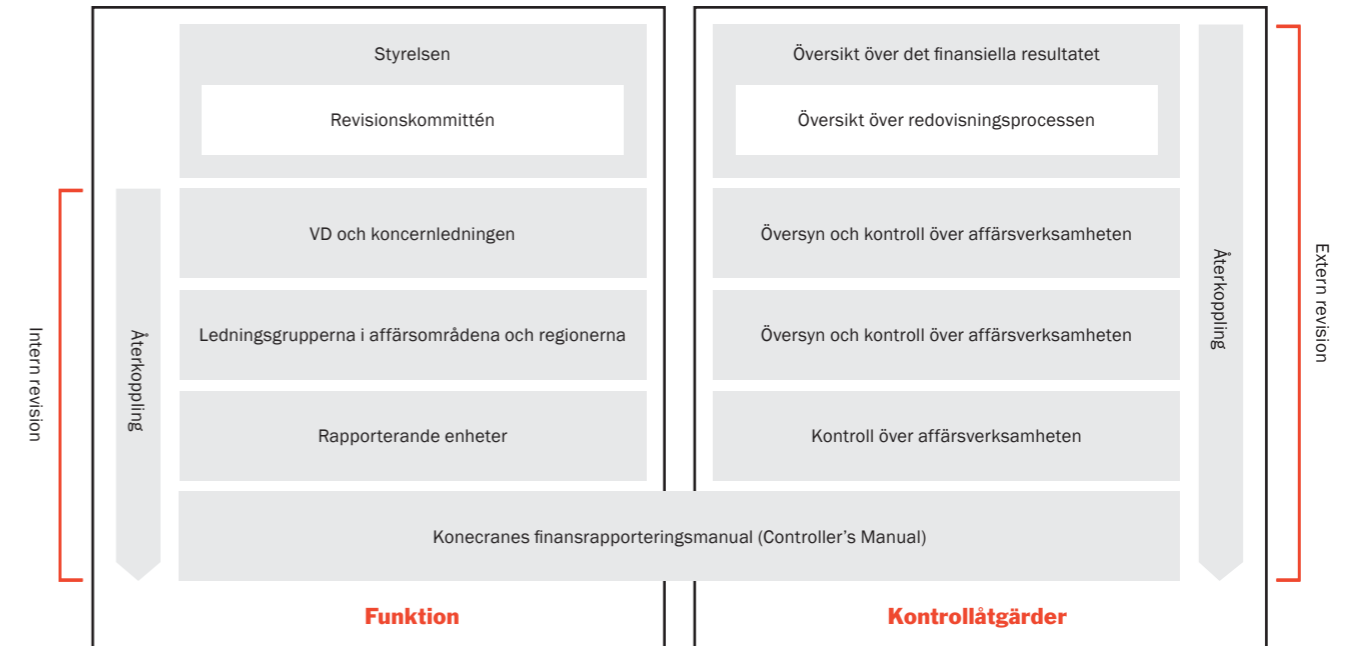 Styrelsen
Översikt över det finansiella resultatet
Revisionskommittén
Översikt över redovisningsprocessen
VD och koncernledningen
Översyn och kontroll över affärsverksamheten
Ledningsgrupperna i affärsområdena och regionerna
Översyn och kontroll över affärsverksamheten
Rapporterande enheter
Kontroll över affärsverksamheten
Konecranes finansrapporteringsmanual (Controller’s Manual)
Intern revision
Återkoppling
Återkoppling
Extern revision
Funktion
Kontrollåtgärder